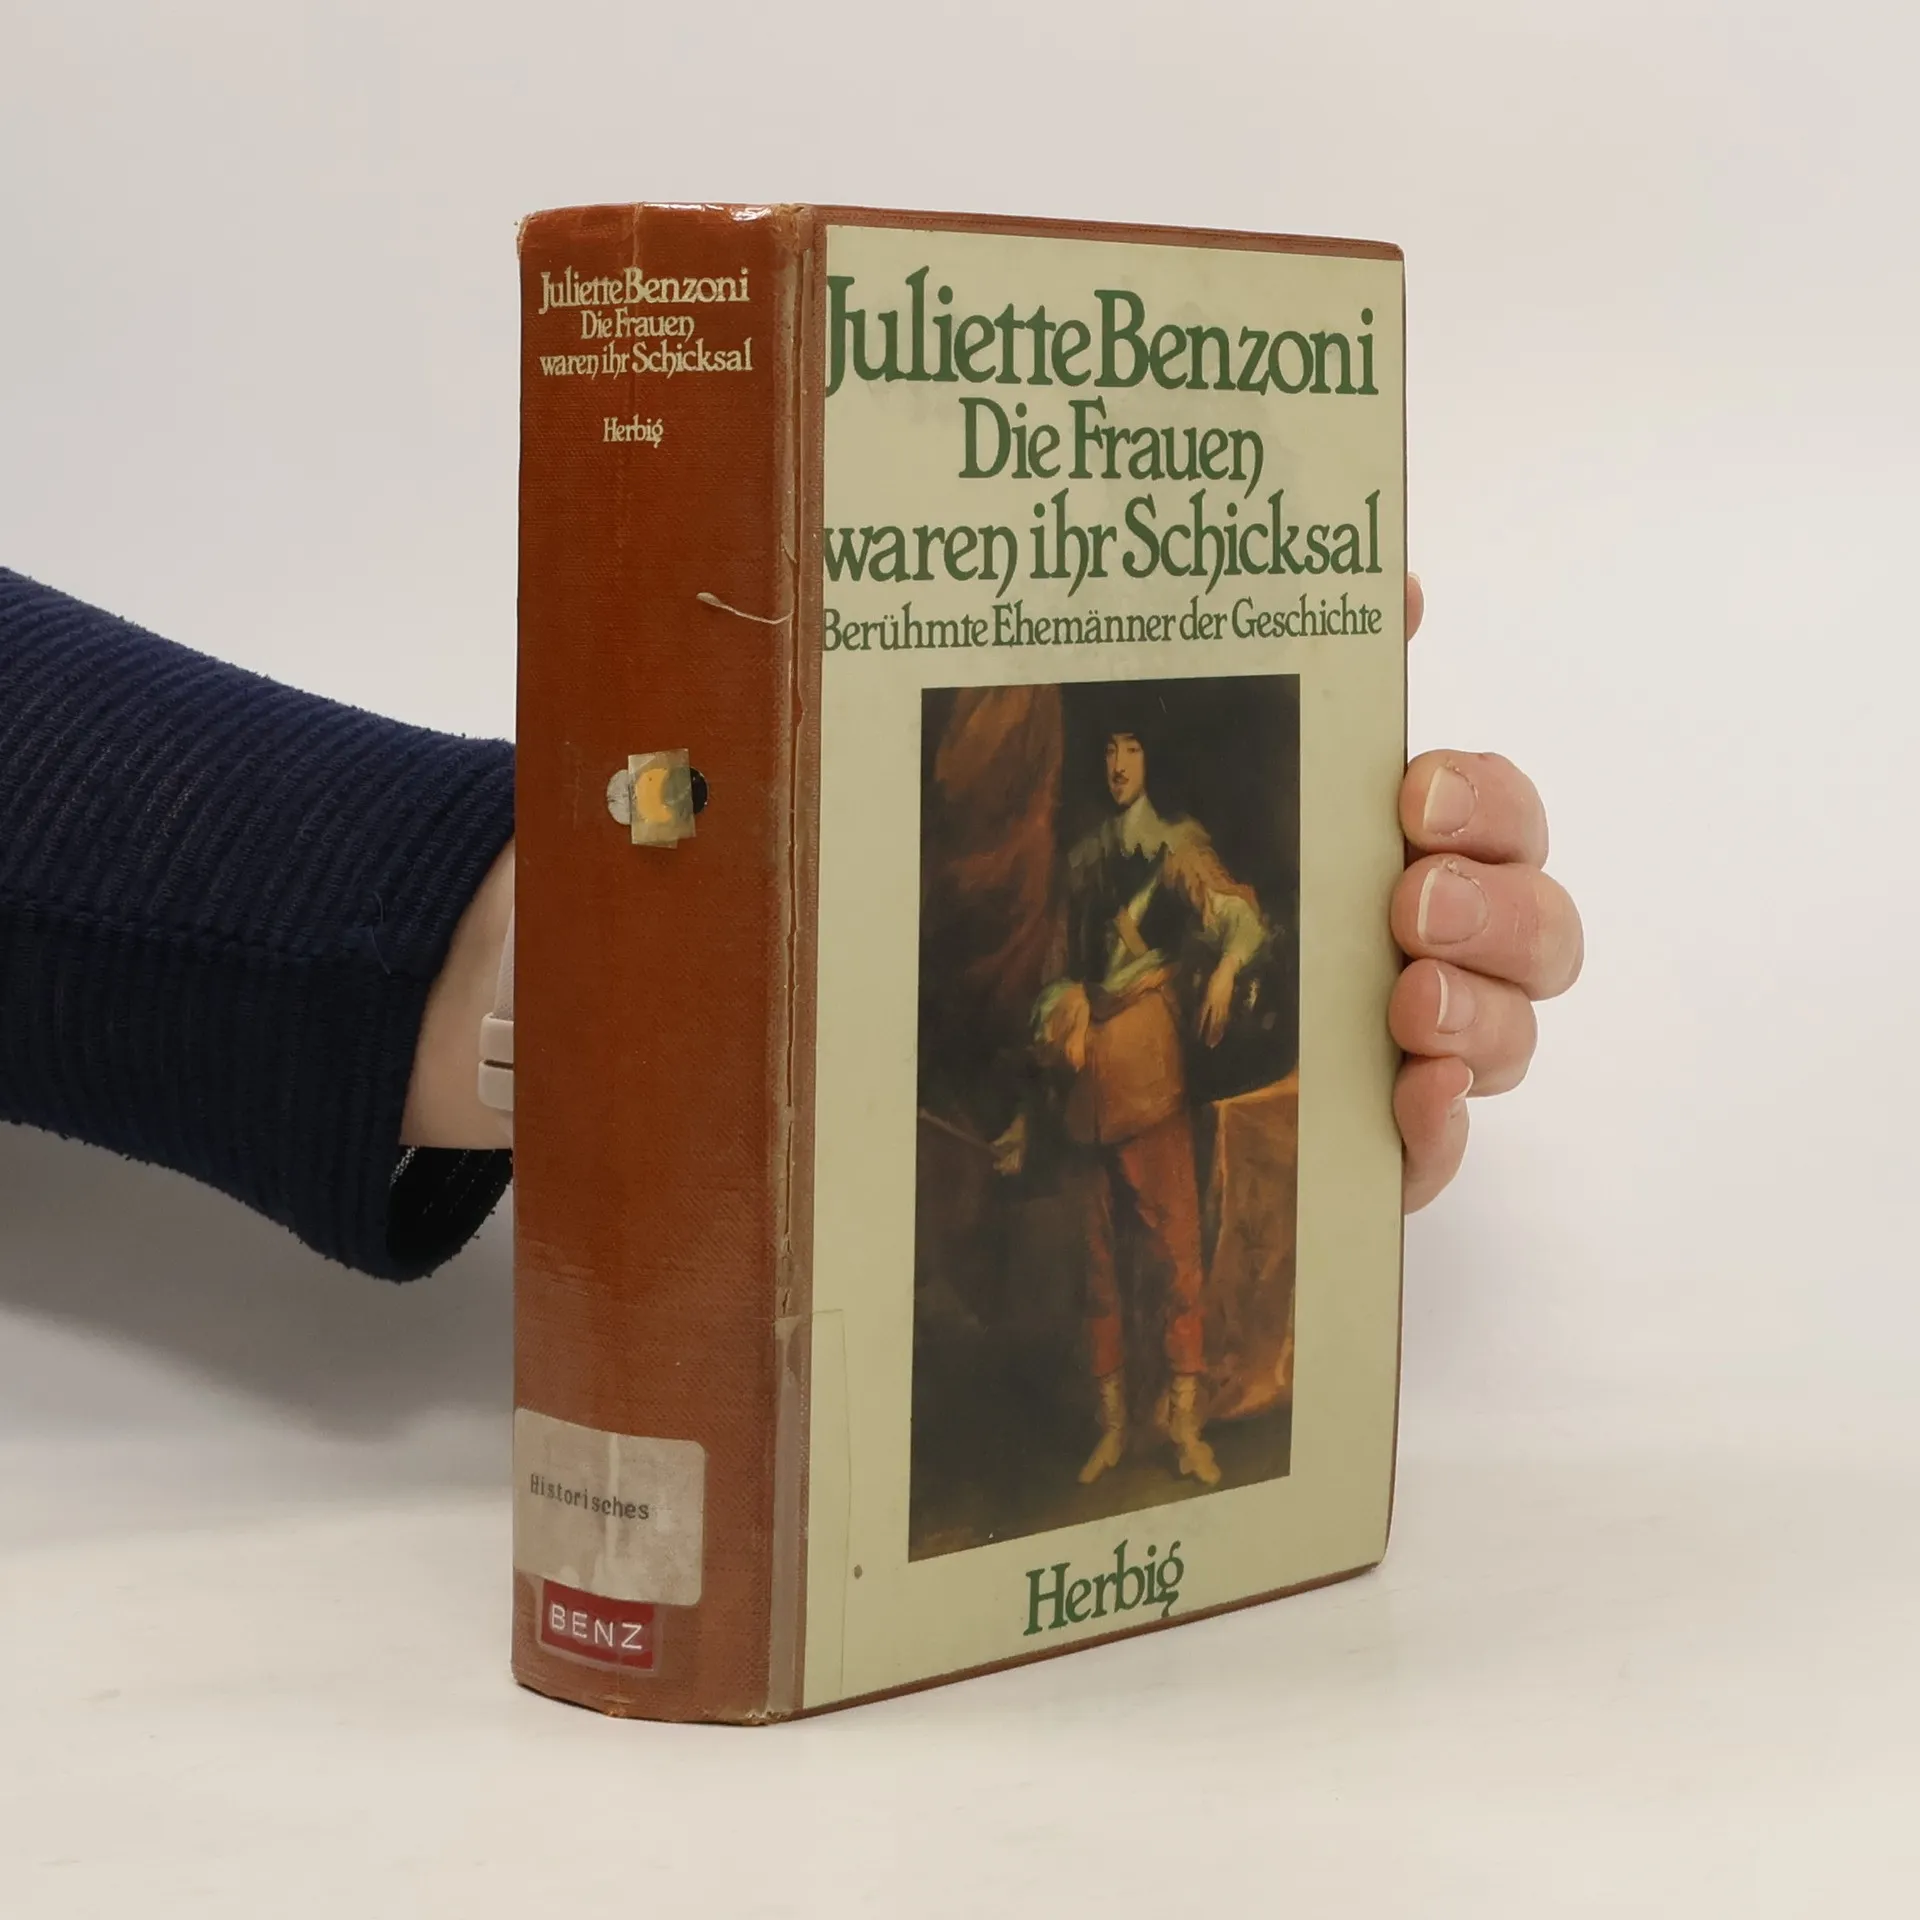 Juliette Benzoni
Die Frauen
waren ihr Schicksal
Herbig
Historisches
BENZ
Juliette Benzoni
Die Frauen
waren ihr Schicksal
Berühmte Ehemänner der Geschichte
Herbig